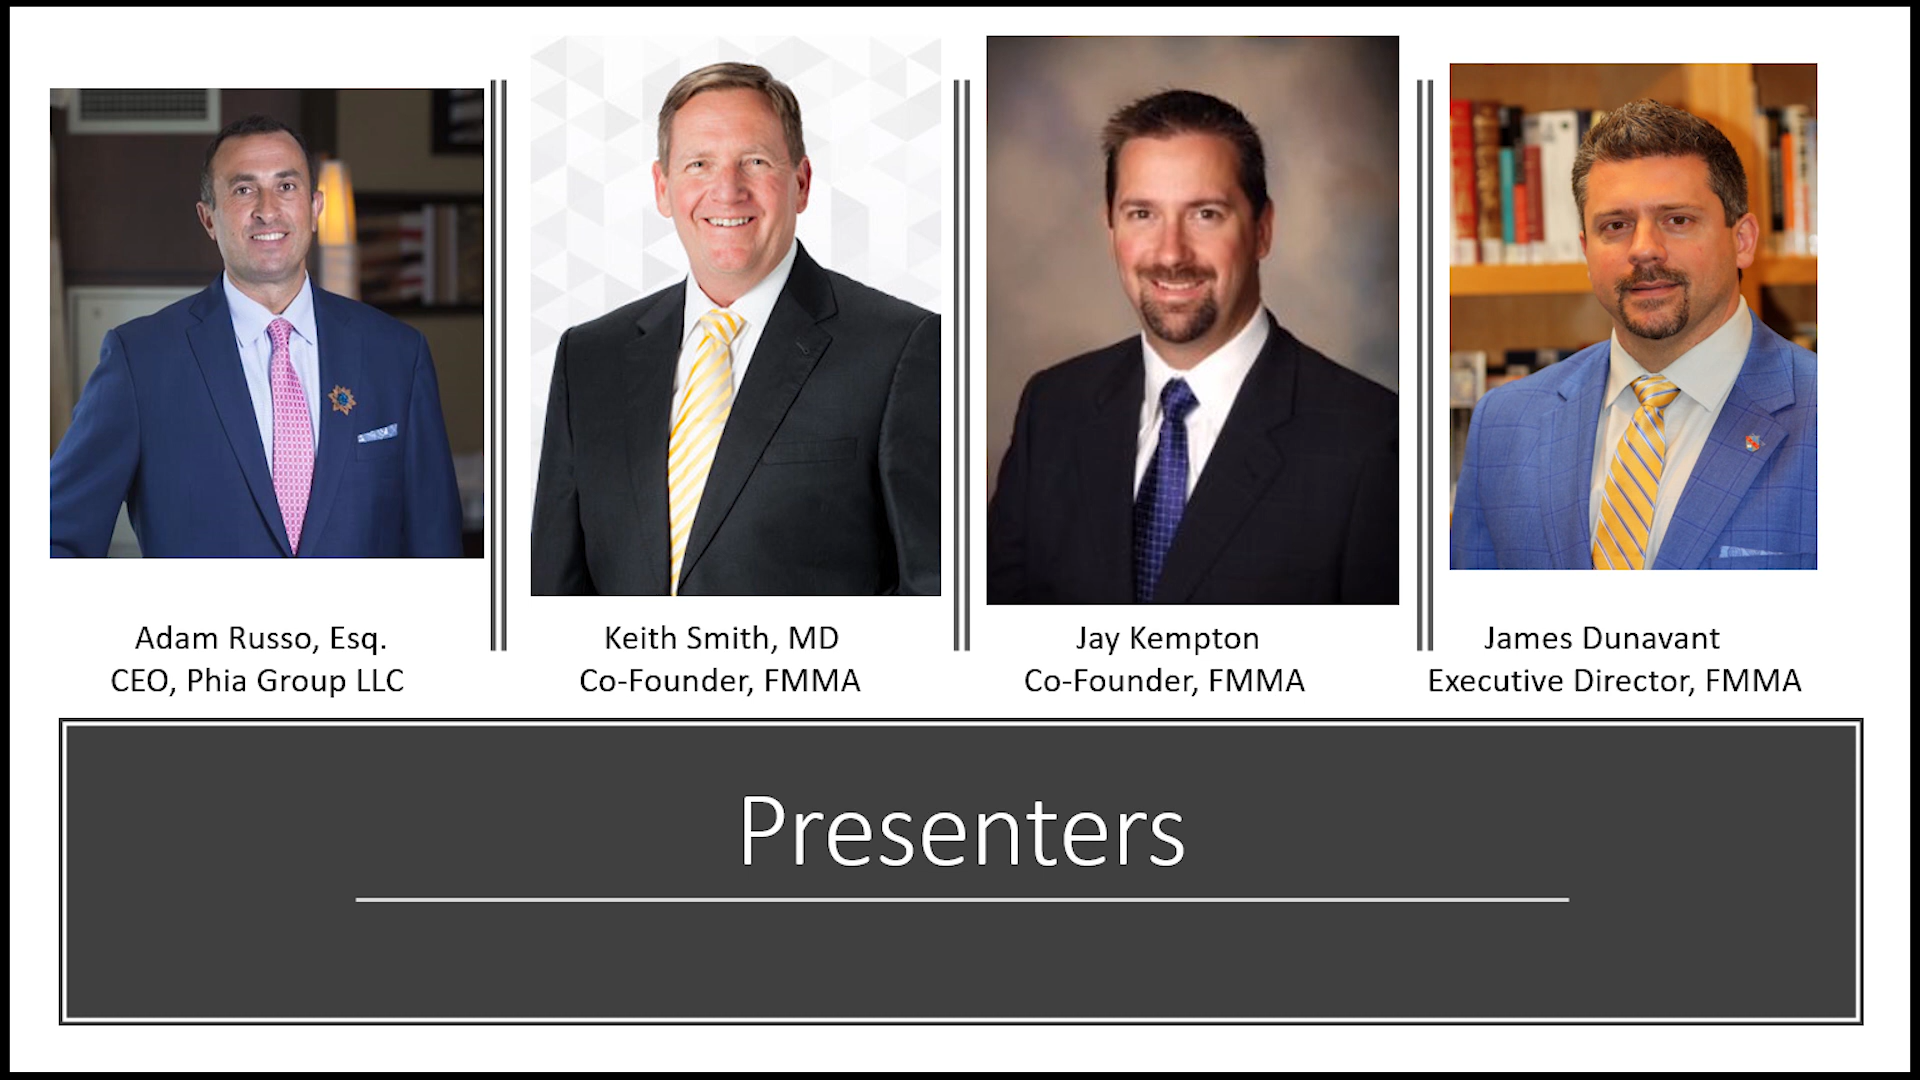 Adam Russo, Esq.
CEO, Phia Group LLC
Keith Smith, MD
Co-Founder, FMMA
Jay Kempton
Co-Founder, FMMA
James Dunavant
Executive Director, FMMA
Presenters